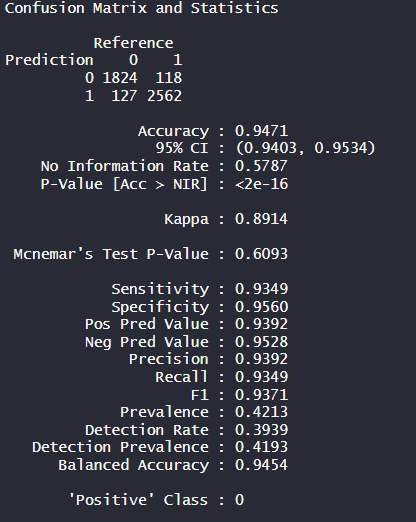 Confusion Matrix and Statistics
Reference
Prediction 0 1
0 1824 118
1 127 2562
Accuracy : 0.9471
95% CI : (0.9403, 0.9534)
No Information Rate : 0.5787
P-Value [Acc > NIR] : <2e-16
Kappa : 0.8914
Mcnemar's Test P-Value : 0.6093
Sensitivity : 0.9349
Specificity : 0.9560
Pos Pred Value : 0.9392
Neg Pred Value : 0.9528
Precision : 0.9392
Recall : 0.9349
F1 : 0.9371
Prevalence : 0.4213
Detection Rate : 0.3939
Detection Prevalence : 0.4193
Balanced Accuracy : 0.9454
'Positive' Class : 0